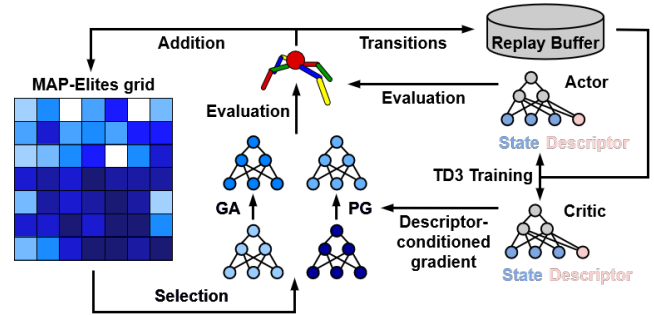 Addition
Transitions
Replay Buffer
MAP-Elites grid
Evaluation
Evaluation
Actor
State Descriptor
GA
PG
TD3 Training
Descriptor-
conditioned
gradient
Critic
State Descriptor
Selection